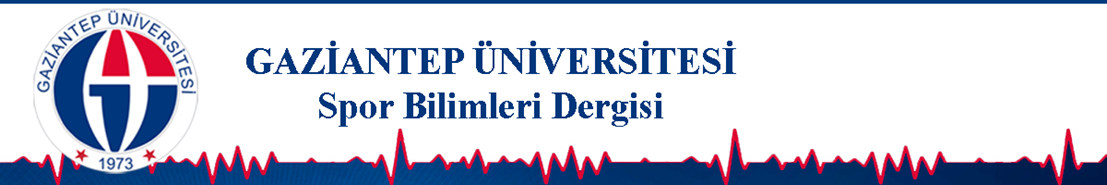 GAZİANTEP ÜNİVERSİTESİ
1973
GAZİANTEP ÜNİVERSİTESİ
Spor Bilimleri Dergisi